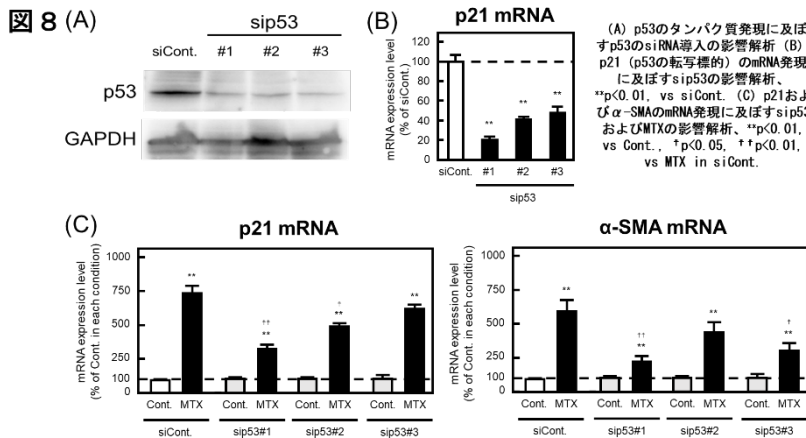 図 8
(A)
sip53
siCont. #1 #2 #3
p53
GAPDH
(B)
p21 mRNA
mRNA expression level
(% of siCont.)
120
100
80
60
40
20
0
**
**
**
siCont. #1 #2 #3
sip53
(A) p53のタンパク質発現に及ぼ
すp53のsiRNA導入の影響解析 (B)
p21 (p53の転写標的) のmRNA発現
に及ぼすsip53の影響解析、
**p<0.01, vs siCont. (C) p21およ
びα-SMAのmRNA発現に及ぼすsip53
およびMTXの影響解析、**p<0.01,
vs Cont., †p<0.05, ††p<0.01,
vs MTX in siCont.
(C)
p21 mRNA
mRNA expression level
(% of Cont. in each condition)
1000
750
500
250
100
0
**
††
**
†
**
**
Cont. MTX Cont. MTX Cont. MTX Cont. MTX
siCont. sip53#1 sip53#2 sip53#3
α-SMA mRNA
mRNA expression level
(% of Cont. in each condition)
1000
750
500
250
100
0
**
††
**
**
†
**
Cont. MTX Cont. MTX Cont. MTX Cont. MTX
siCont. sip53#1 sip53#2 sip53#3